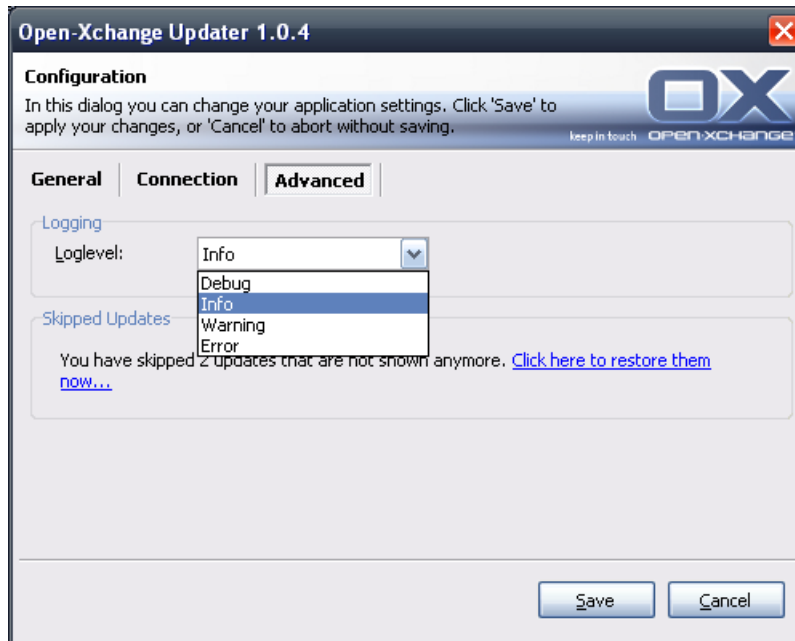 Open-Xchange Updater 1.0.4
Configuration
In this dialog you can change your application settings. Click 'Save' to
apply your changes, or 'Cancel' to abort without saving.
OX
keep in touch OPEN-XCHANGE
General Connection Advanced
Logging
Loglevel: Info
Debug
Info
Warning
Error
Skipped Updates
You have skipped 2 updates that are not shown anymore. Click here to restore them
now...
Save Cancel